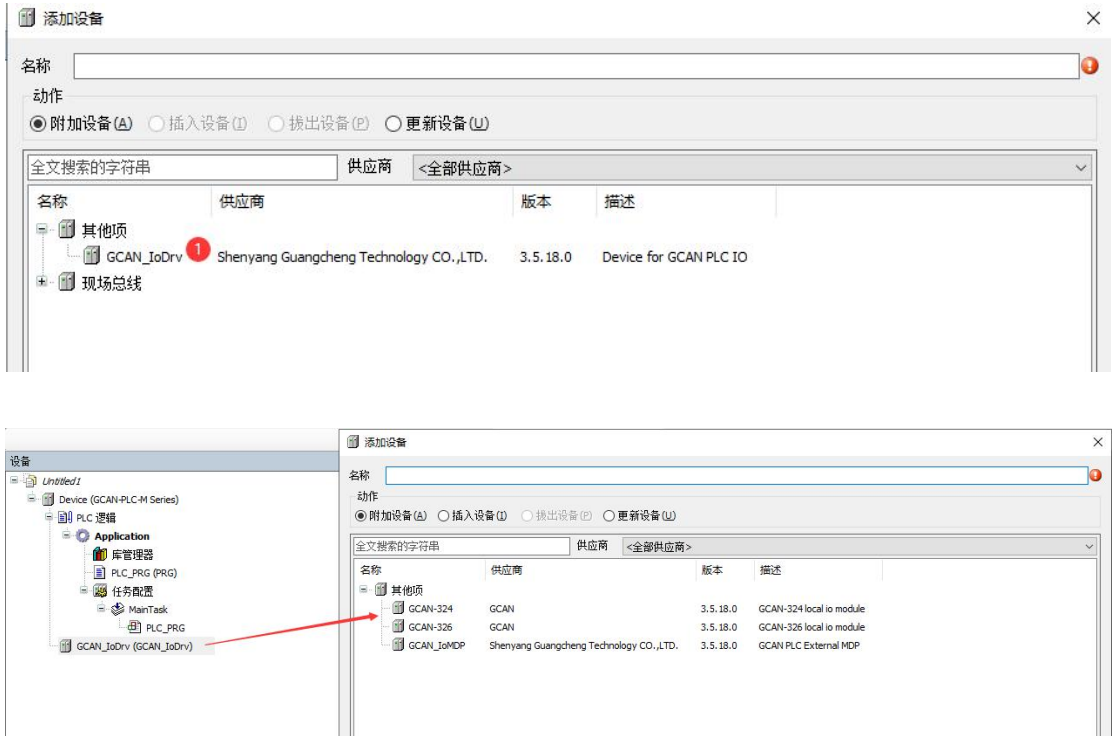 添加设备
名称
动作
附加设备(A) 插入设备(I) 拔出设备(P) 更新设备(U)
全文搜索的字符串 供应商 <全部供应商>
名称 供应商 版本 描述
其他项
GCAN_IoDrv 1 Shenyang Guangcheng Technology CO.,LTD. 3.5.18.0 Device for GCAN PLC IO
现场总线
设备
Untitled1
Device (GCAN-PLC-M Series)
PLC 逻辑
Application
库管理器
PLC_PRG (PRG)
任务配置
MainTask
PLC_PRG
GCAN_IoDrv (GCAN_IoDrv)
添加设备
名称
动作
附加设备(A) 插入设备(I) 拔出设备(P) 更新设备(U)
全文搜索的字符串 供应商 <全部供应商>
名称 供应商 版本 描述
其他项
GCAN-324 GCAN 3.5.18.0 GCAN-324 local io module
GCAN-326 GCAN 3.5.18.0 GCAN-326 local io module
GCAN_IoMDP Shenyang Guangcheng Technology CO.,LTD. 3.5.18.0 GCAN PLC External MDP